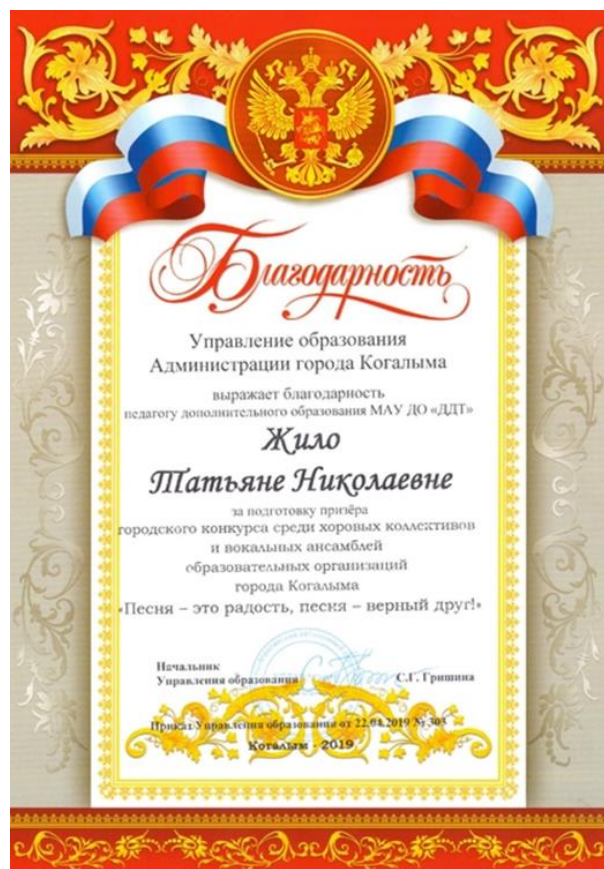 Благодарность
Управление образования
Администрации города Когалыма
выражает благодарность
педагогу дополнительного образования МАУ ДО «ДДТ»
Жило
Татьяне Николаевне
за подготовку призёра
городского конкурса среди хоровых коллективов
и вокальных ансамблей
образовательных организаций
города Когалыма
«Песня – это радость, песня – верный друг!»
Начальник
Управления образования С.Г. Гришина
Приказ Управления образования от 22.04.2019 № 303
Когалым - 2019